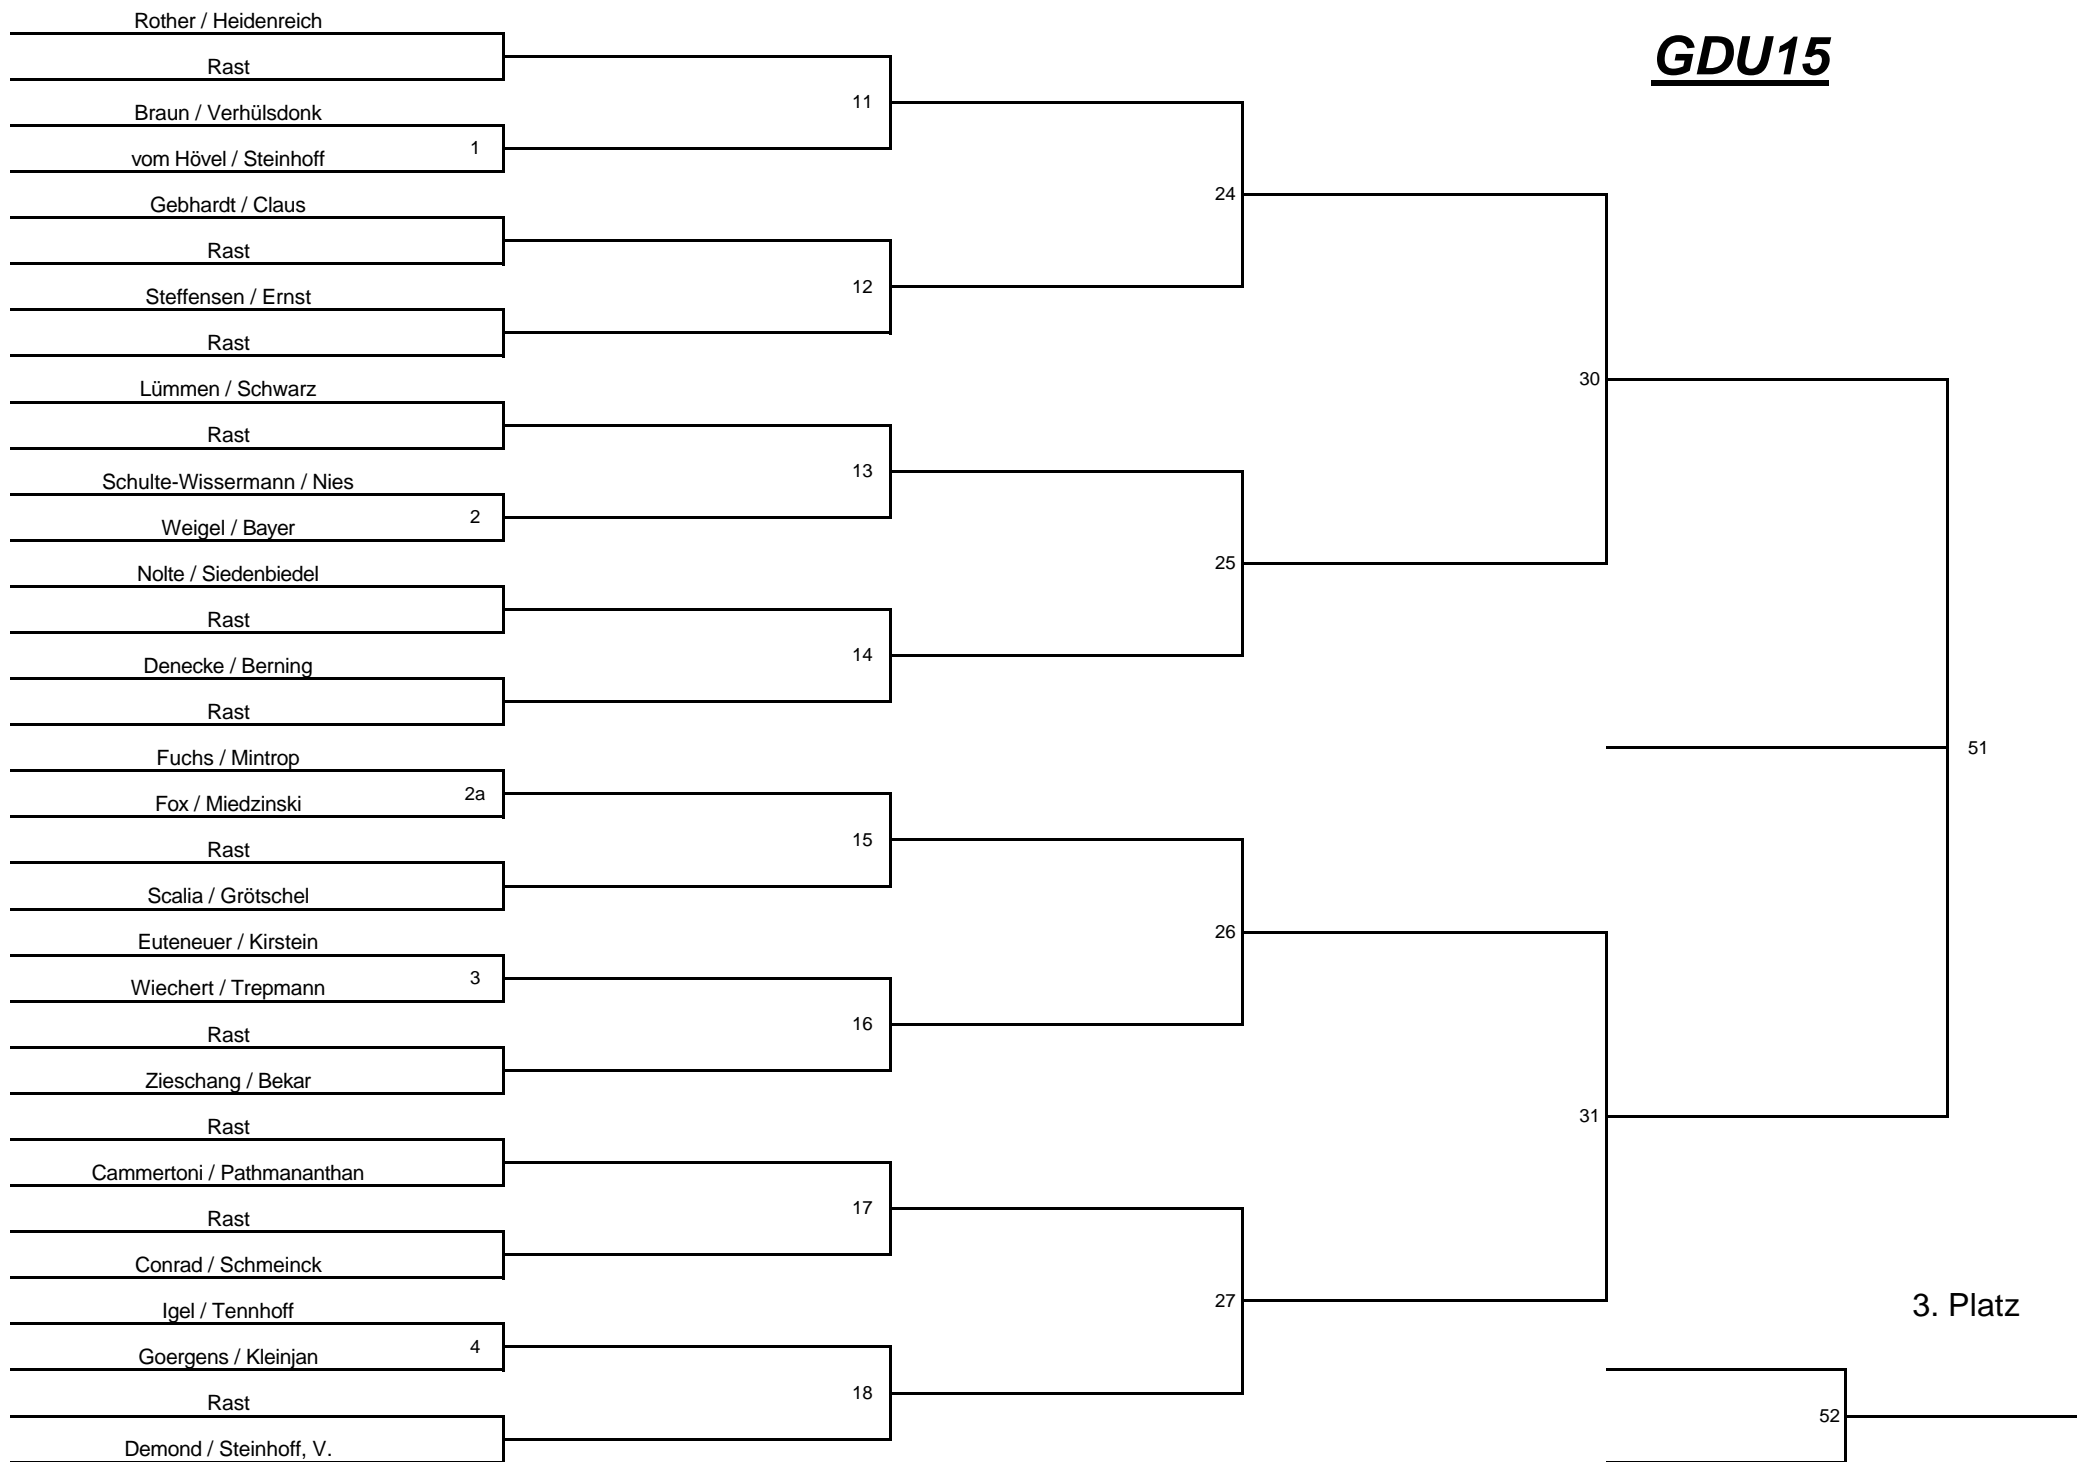 Rother / Heidenreich
GDU15
Rast
11
Braun / Verhülsdonk
1
vom Hövel / Steinhoff
24
Gebhardt / Claus
Rast
12
Steffensen / Ernst
Rast
30
Lümmen / Schwarz
Rast
13
Schulte-Wissermann / Nies
2
Weigel / Bayer
25
Nolte / Siedenbiedel
Rast
14
Denecke / Berning
Rast
51
Fuchs / Mintrop
2a
Fox / Miedzinski
15
Rast
Scalia / Grötschel
26
Euteneuer / Kirstein
3
Wiechert / Trepmann
16
Rast
Zieschang / Bekar
31
Rast
Cammertoni / Pathmananthan
17
Rast
Conrad / Schmeinck
27
3. Platz
Igel / Tennhoff
4
Goergens / Kleinjan
18
Rast
52
Demond / Steinhoff, V.